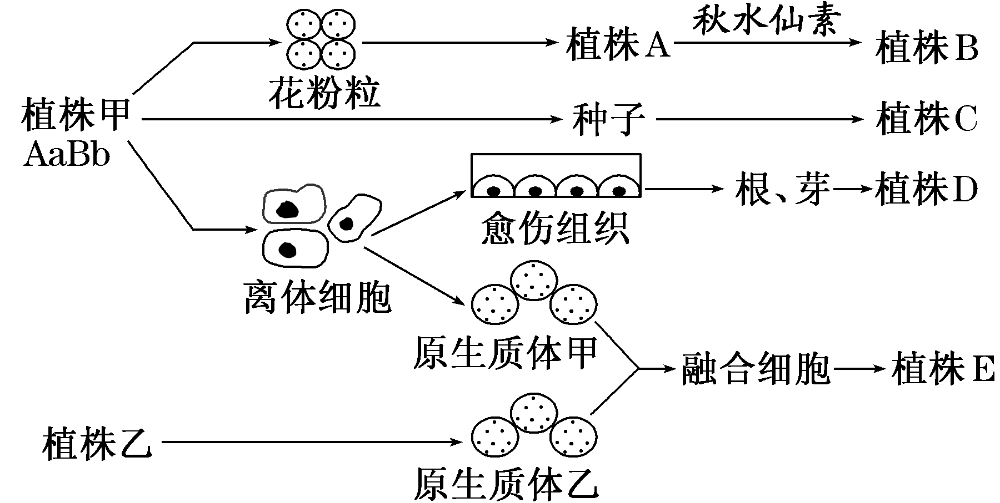 秋水仙素
植株A
植株B
花粉粒
植株甲
AaBb
种子
植株C
根、芽
植株D
愈伤组织
离体细胞
原生质体甲
融合细胞
植株E
植株乙
原生质体乙